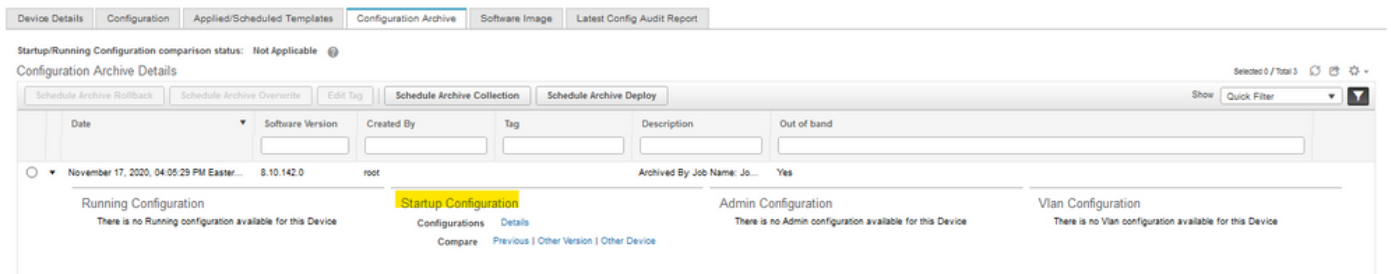 Device Details Configuration Applied/Scheduled Templates Configuration Archive Software Image Latest Config Audit Report
Startup/Running Configuration comparison status: Not Applicable
Configuration Archive Details
Selected 0 / Total 3
Schedule Archive Rollback Schedule Archive Overwrite Edit Tag Schedule Archive Collection Schedule Archive Deploy Show Quick Filter
Date Software Version Created By Tag Description Out of band
November 17, 2020, 04:05:29 PM Easter... 8.10.142.0 root Archived By Job Name: Jo... Yes
Running Configuration Startup Configuration Admin Configuration Vlan Configuration
There is no Running configuration available for this Device Configurations Details There is no Admin configuration available for this Device There is no Vlan configuration available for this Device
Compare Previous | Other Version | Other Device